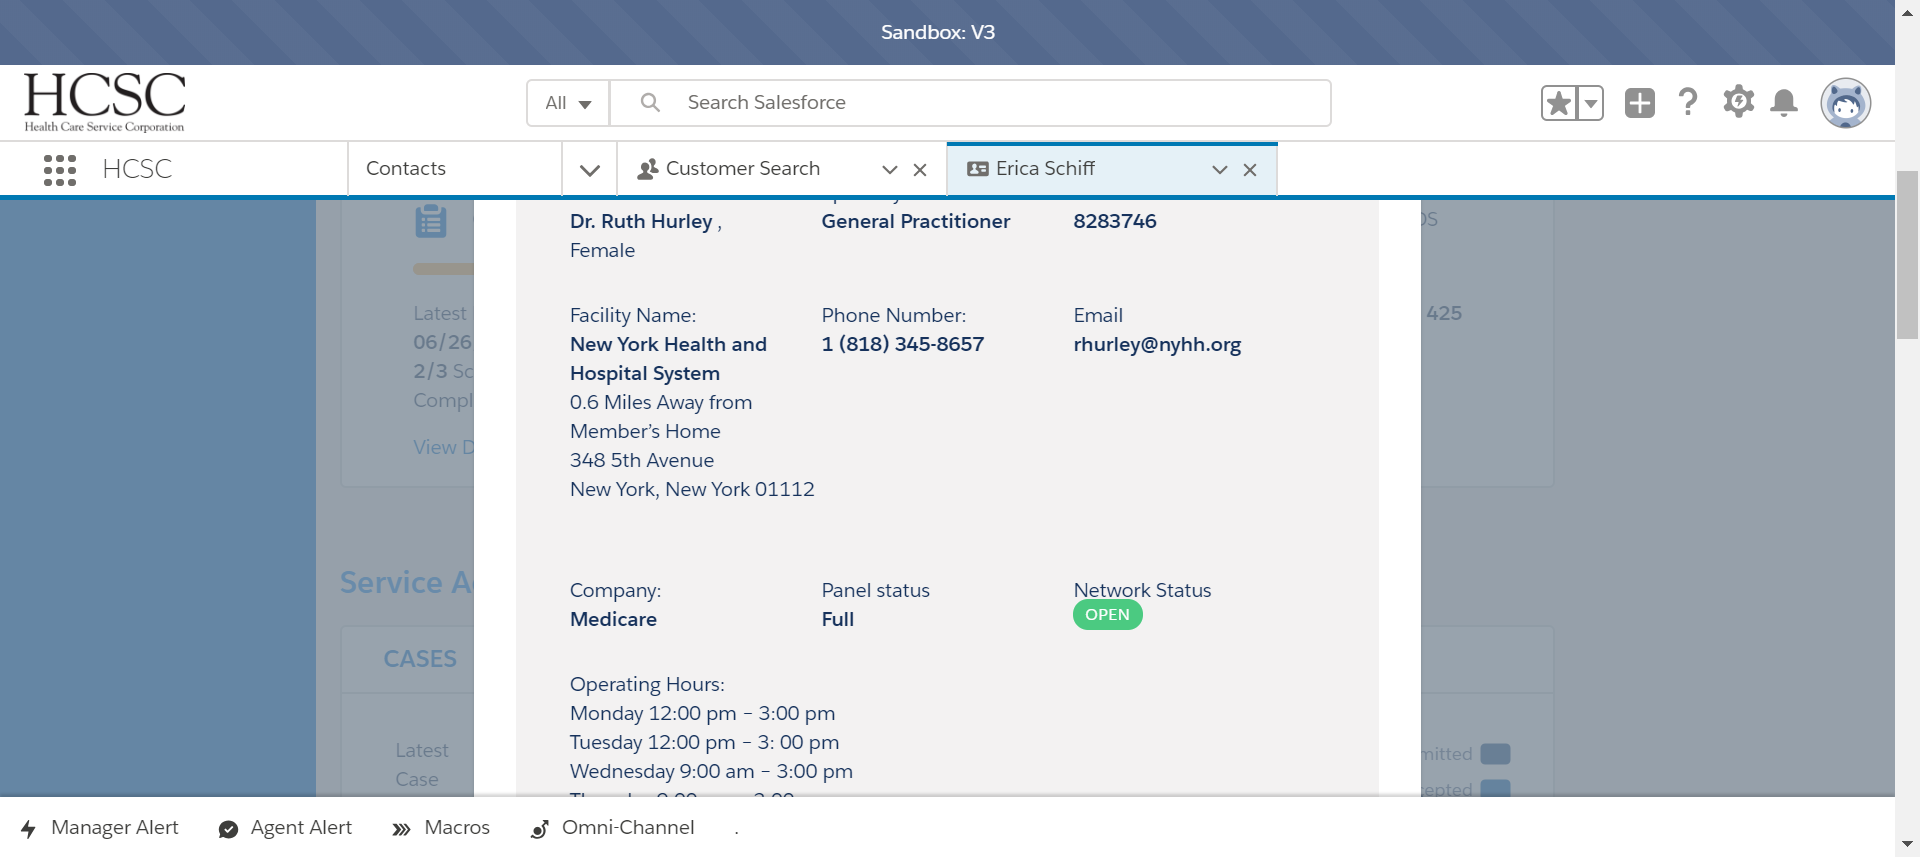 Sandbox: V3
HCSC
Health Care Service Corporation
All
Search Salesforce
HCSC
Contacts
Customer Search
Erica Schiff
Dr. Ruth Hurley ,
Female
General Practitioner
8283746
Facility Name:
New York Health and
Hospital System
0.6 Miles Away from
Member’s Home
348 5th Avenue
New York, New York 01112
Phone Number:
1 (818) 345-8657
Email
rhurley@nyhh.org
Company:
Medicare
Panel status
Full
Network Status
OPEN
Operating Hours:
Monday 12:00 pm – 3:00 pm
Tuesday 12:00 pm – 3: 00 pm
Wednesday 9:00 am – 3:00 pm
Latest
06/26
2/3 Sc
Compl
View D
425
Service A
CASES
Latest
Case
mitted
cepted
Manager Alert
Agent Alert
Macros
Omni-Channel
.